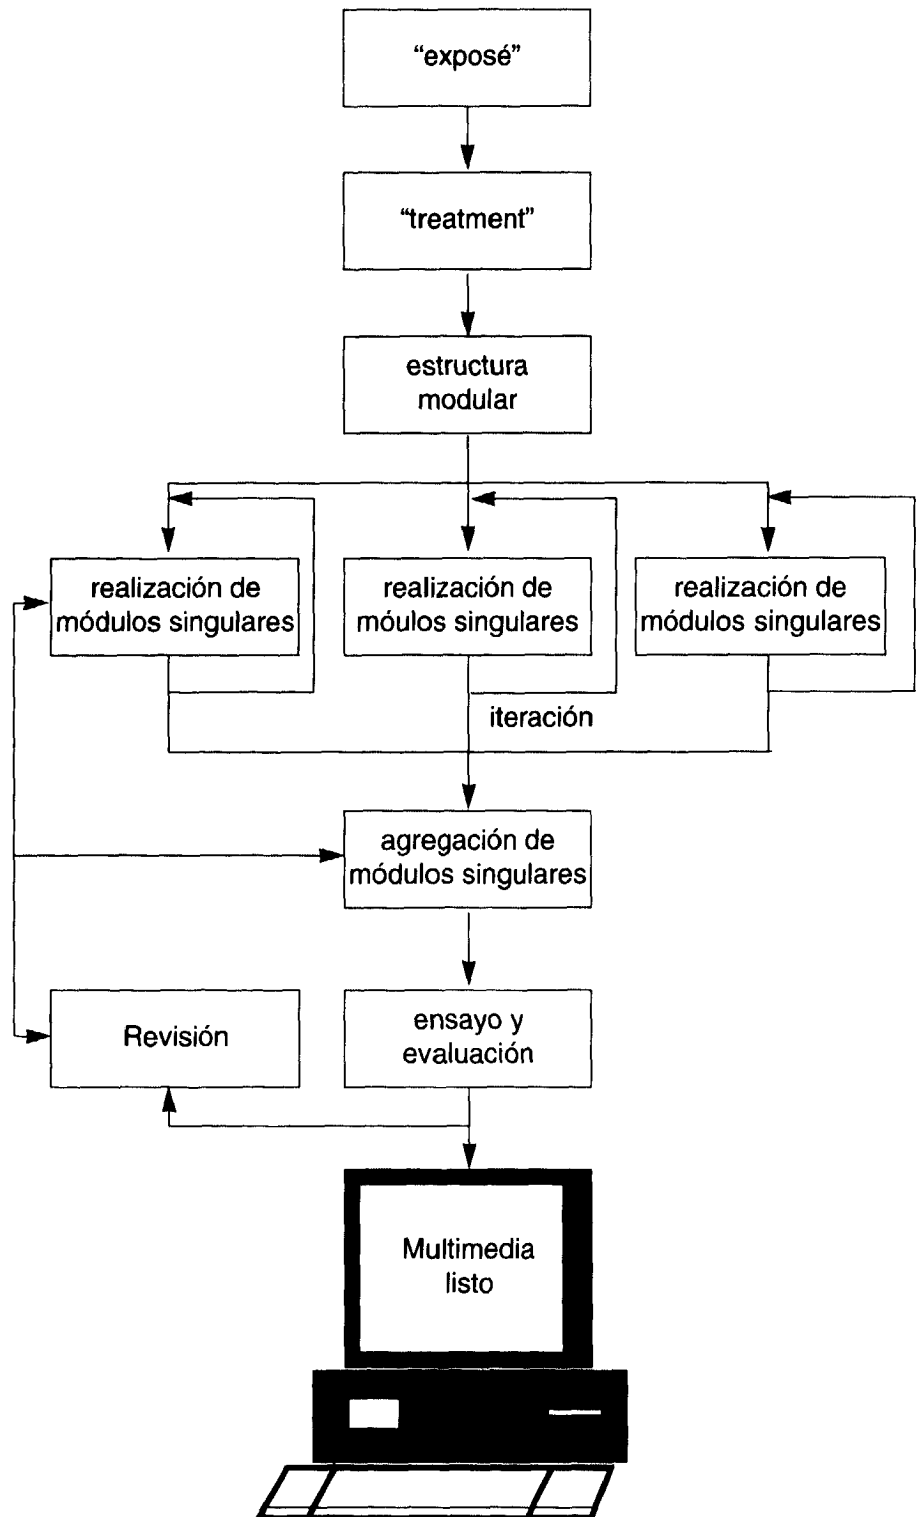 “exposé”
“treatment”
estructura
modular
realización de
módulos singulares
realización de
móulos singulares
realización de
módulos singulares
iteración
agregación de
módulos singulares
Revisión
ensayo y
evaluación
Multimedia
listo